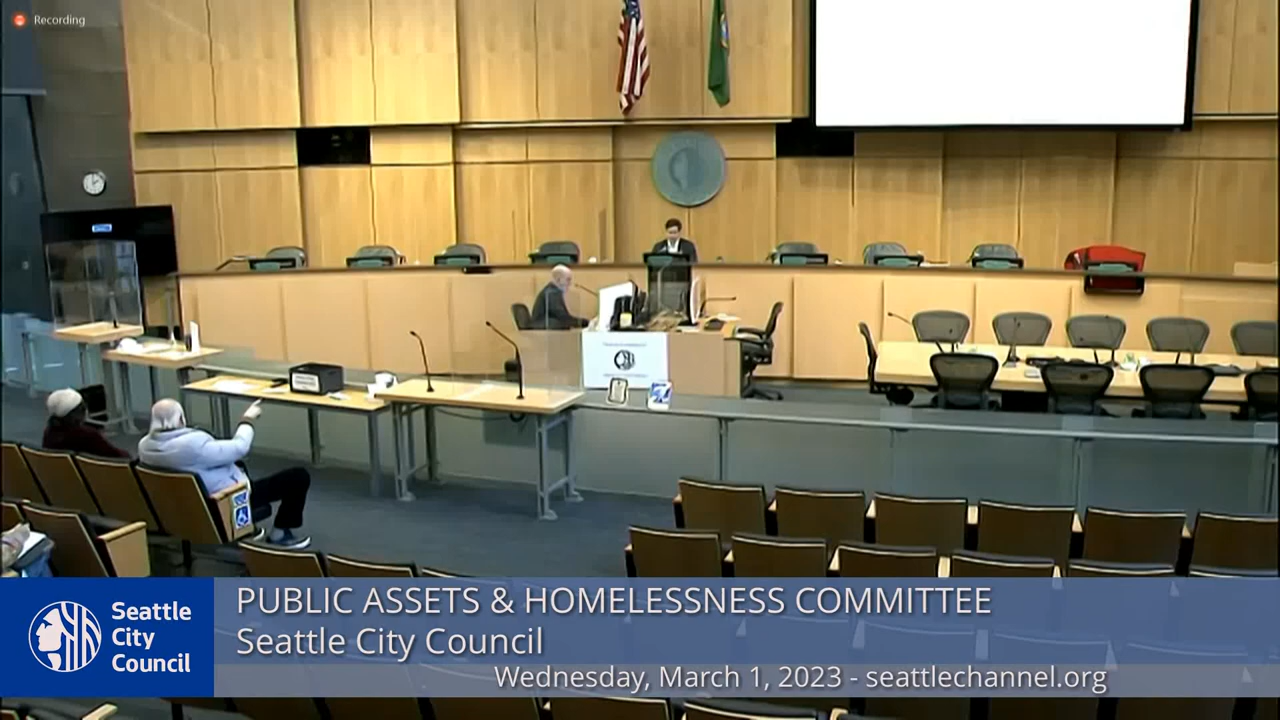 Recording
PUBLIC ASSETS & HOMELESSNESS COMMITTEE
Seattle City Council
Seattle
City
Council
Wednesday, March 1, 2023 - seattlechannel.org